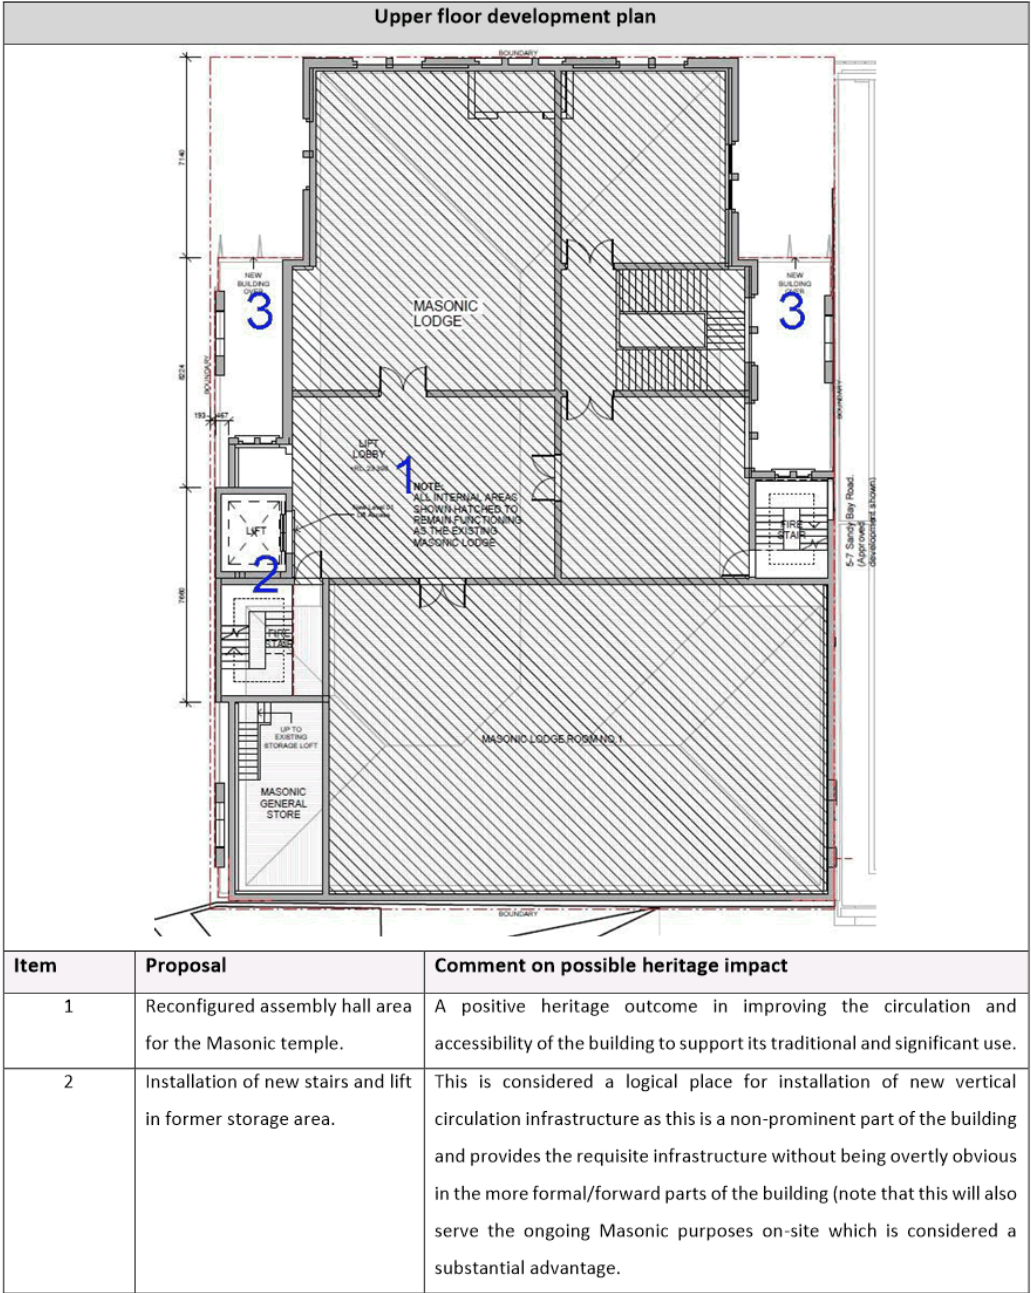 Upper floor development plan
BOUNDARY
7140
NEW
BUILDING
OVER
3
NEW
BUILDING
3
MASONIC
LODGE
BOUNDARY
6224
BOUNDARY
193
467
LIFT
LOBBY
1
NOTE:
ALL INTERNAL AREAS
SHOWN HATCHED TO
REMAIN FUNCTIONING
AS THE EXISTING
MASONIC LODGE
LIFT
2
FIRE
STAIR
5-7 Sandy Bay Road.
(Approved
development shown)
7660
FIRE
STAIR
UP TO
EXISTING
STORAGE LOFT
MASONIC LODGE ROOM NO.1
MASONIC
GENERAL
STORE
BOUNDARY
Item Proposal Comment on possible heritage impact
1 Reconfigured assembly hall area A positive heritage outcome in improving the circulation and
for the Masonic temple. accessibility of the building to support its traditional and significant use.
2 Installation of new stairs and lift This is considered a logical place for installation of new vertical
in former storage area. circulation infrastructure as this is a non-prominent part of the building
and provides the requisite infrastructure without being overtly obvious
in the more formal/forward parts of the building (note that this will also
serve the ongoing Masonic purposes on-site which is considered a
substantial advantage.